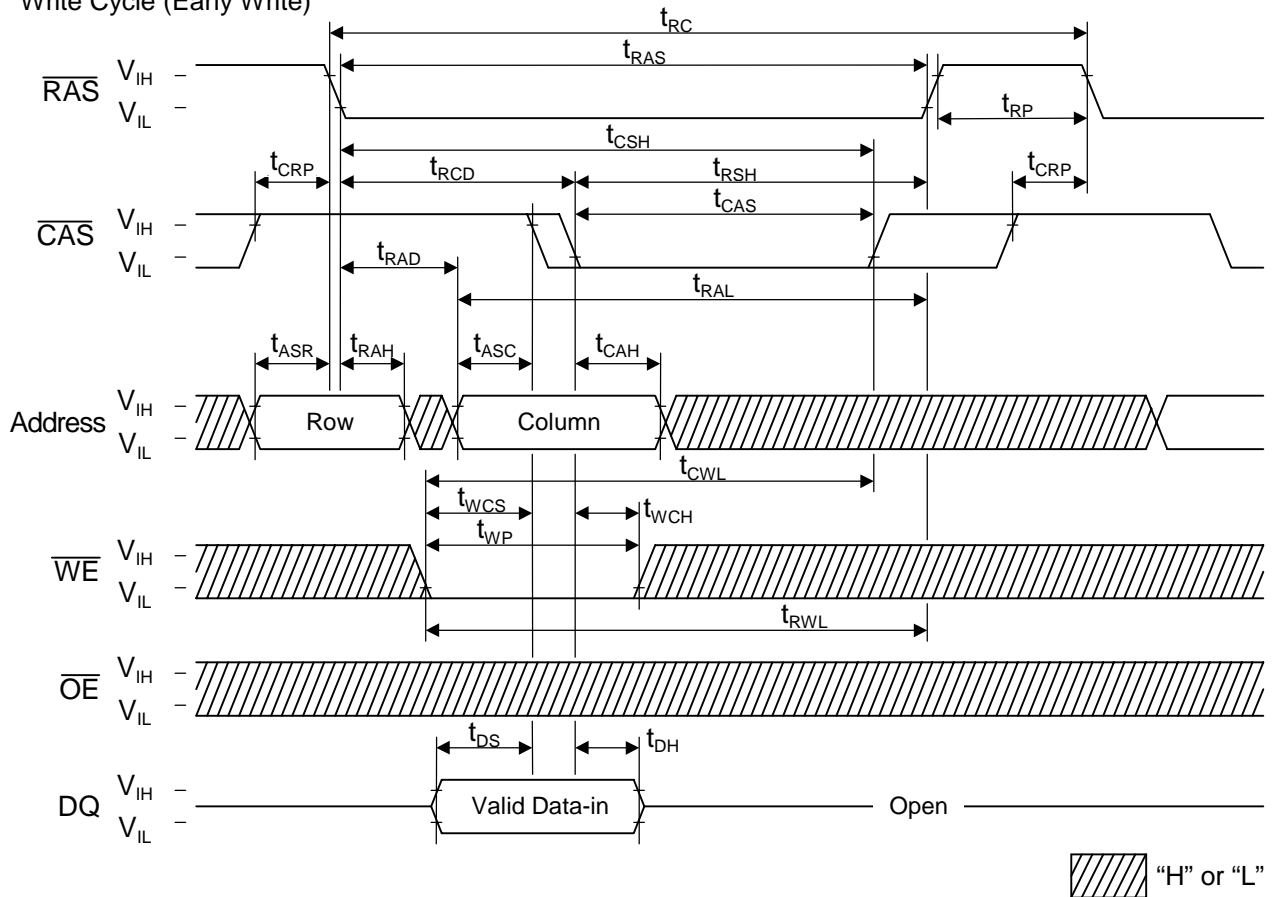 Write Cycle (Early Write)
tRC
tRAS
RAS
VIH
VIL
tRP
tCSH
tCRP
tRCD
tRSH
tCRP
tCAS
CAS
VIH
VIL
tRAD
tRAL
tASR
tRAH
tASC
tCAH
Address
VIH
VIL
Row
Column
tCWL
tWCS
tWCH
tWP
WE
VIH
VIL
tRWL
OE
VIH
VIL
tDS
tDH
DQ
VIH
VIL
Valid Data-in
Open
“H” or “L”